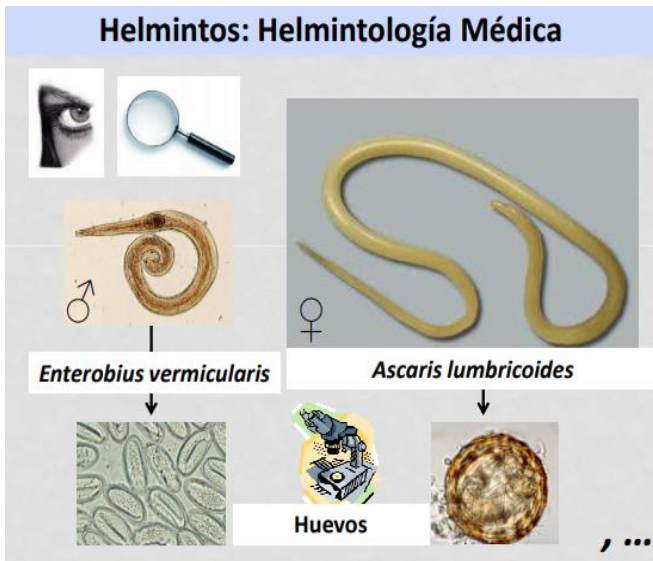 Helmintos: Helmintología Médica
♂
♀
Enterobius vermicularis
Ascaris lumbricoides
Huevos
, ...